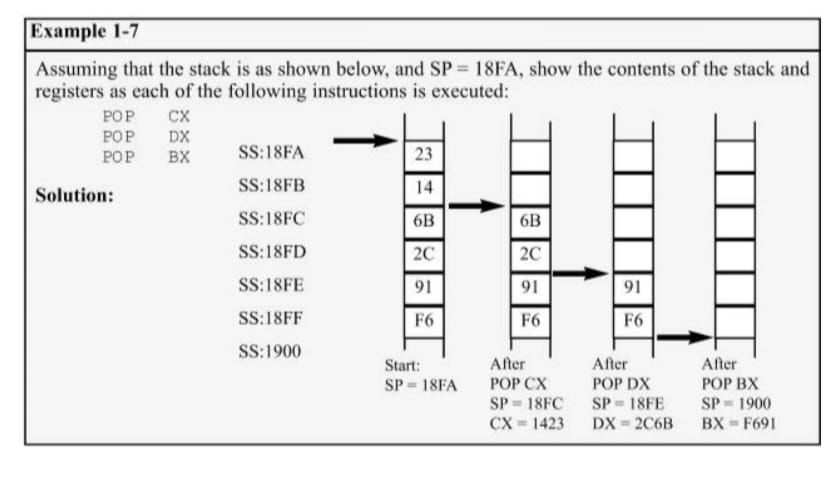 Example 1-7
Assuming that the stack is as shown below, and SP = 18FA, show the contents of the stack and
registers as each of the following instructions is executed:
POP CX
POP DX
POP BX
Solution:
SS:18FA 23
SS:18FB 14
SS:18FC 6B 6B
SS:18FD 2C 2C
SS:18FE 91 91 91
SS:18FF F6 F6 F6
SS:1900
Start: After After After
SP = 18FA POP CX POP DX POP BX
SP = 18FC SP = 18FE SP = 1900
CX = 1423 DX = 2C6B BX = F691